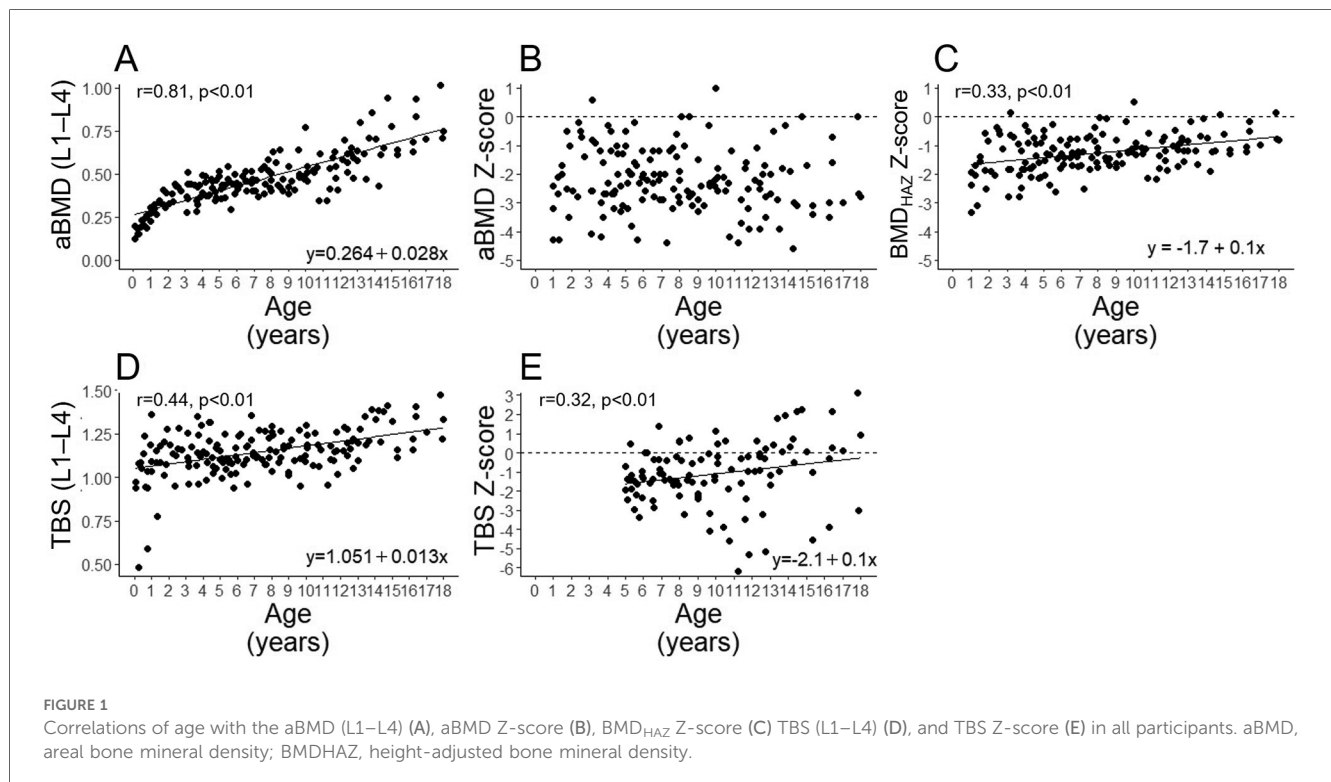 A
r=0.81, p<0.01
aBMD (L1–L4)
1.00
0.75
0.50
0.25
0.00
y=0.264+0.028x
0 1 2 3 4 5 6 7 8 9 10 11 12 13 14 15 16 17 18
Age
(years)
B
aBMD Z-score
1
0
-1
-2
-3
-4
-5
0 1 2 3 4 5 6 7 8 9 10 11 12 13 14 15 16 17 18
Age
(years)
C
r=0.33, p<0.01
BMDHAZ Z-score
1
0
-1
-2
-3
-4
-5
y = -1.7 + 0.1x
0 1 2 3 4 5 6 7 8 9 10 11 12 13 14 15 16 17 18
Age
(years)
D
r=0.44, p<0.01
TBS (L1–L4)
1.50
1.25
1.00
0.75
0.50
y=1.051+0.013x
0 1 2 3 4 5 6 7 8 9 10 11 12 13 14 15 16 17 18
Age
(years)
E
r=0.32, p<0.01
TBS Z-score
3
2
1
0
-1
-2
-3
-4
-5
-6
y=-2.1+0.1x
0 1 2 3 4 5 6 7 8 9 10 11 12 13 14 15 16 17 18
Age
(years)
FIGURE 1
Correlations of age with the aBMD (L1–L4) (A), aBMD Z-score (B), BMDHAZ Z-score (C) TBS (L1–L4) (D), and TBS Z-score (E) in all participants. aBMD,
areal bone mineral density; BMDHAZ, height-adjusted bone mineral density.